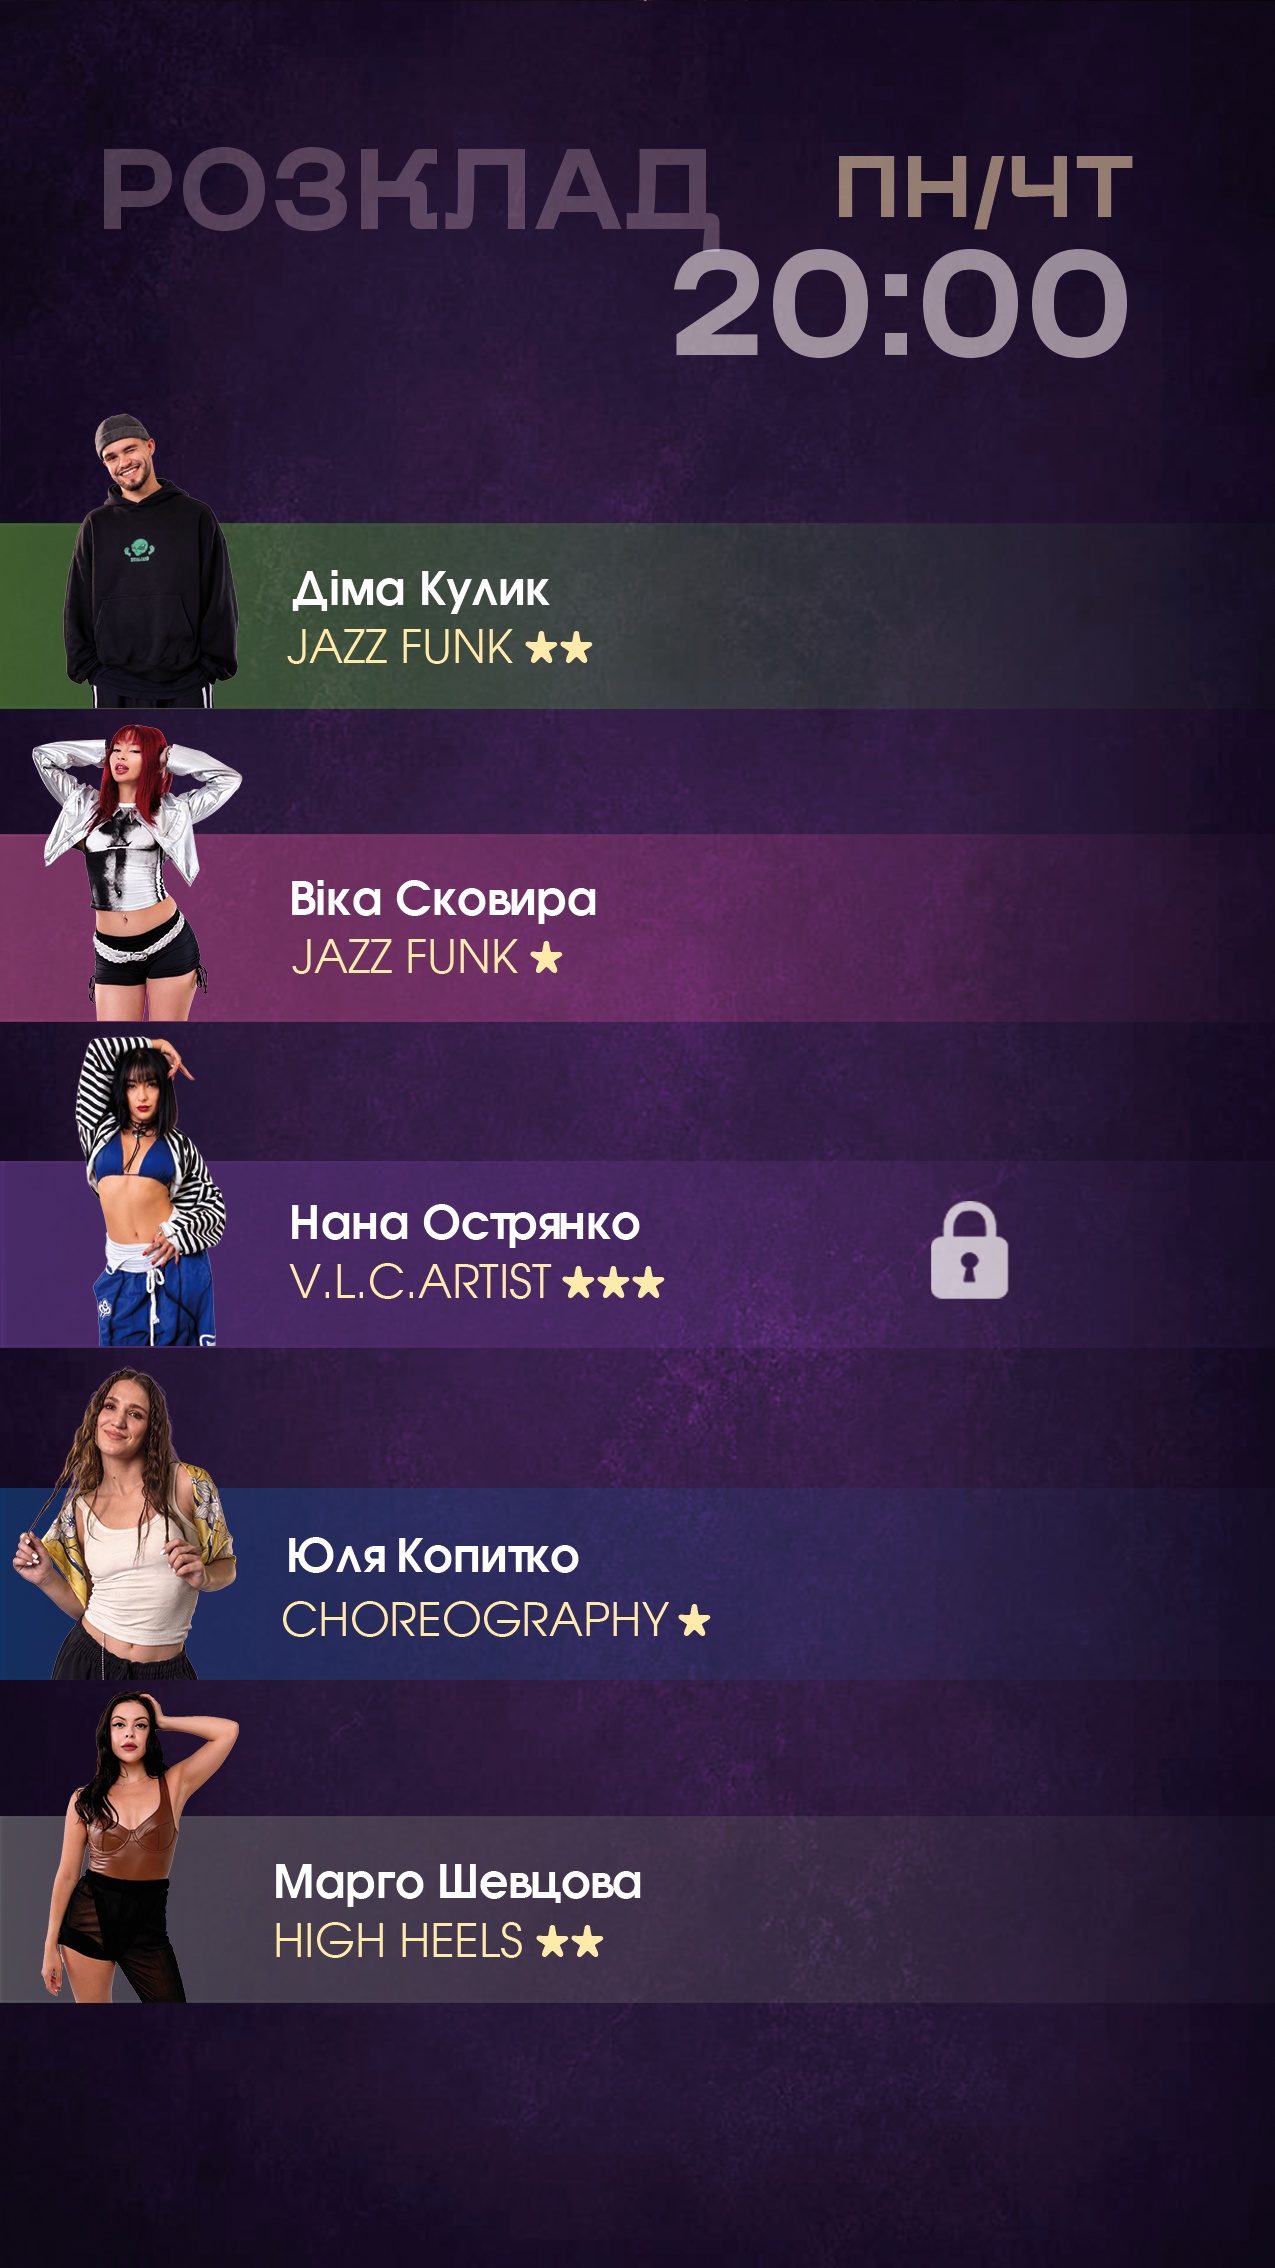 РОЗКЛАД ПН/ЧТ
20:00
Діма Кулик
JAZZ FUNK ★★
Віка Сковира
JAZZ FUNK ★
Нана Острянко
V.L.C.ARTIST ★★★
Юля Копитко
CHOREOGRAPHY ★
Марго Шевцова
HIGH HEELS ★★